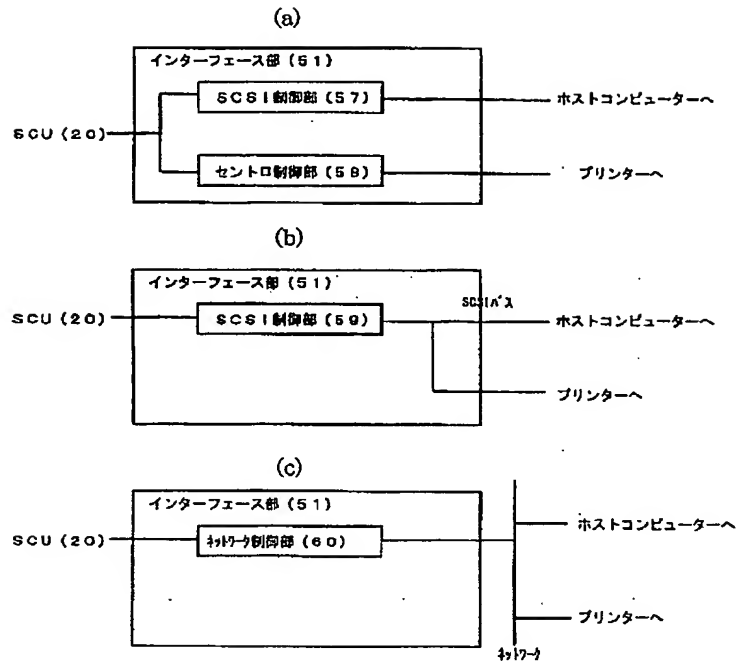 (a)
インターフェース部(51)
SCSI制御部(57)
ホストコンピューターへ
SCU(20)
セントロ制御部(58)
プリンターへ
(b)
インターフェース部(51)
SCSIバス
SCU(20)
SCSI制御部(59)
ホストコンピューターへ
プリンターへ
(c)
インターフェース部(51)
ホストコンピューターへ
SCU(20)
ネットワーク制御部(60)
プリンターへ
ネットワーク